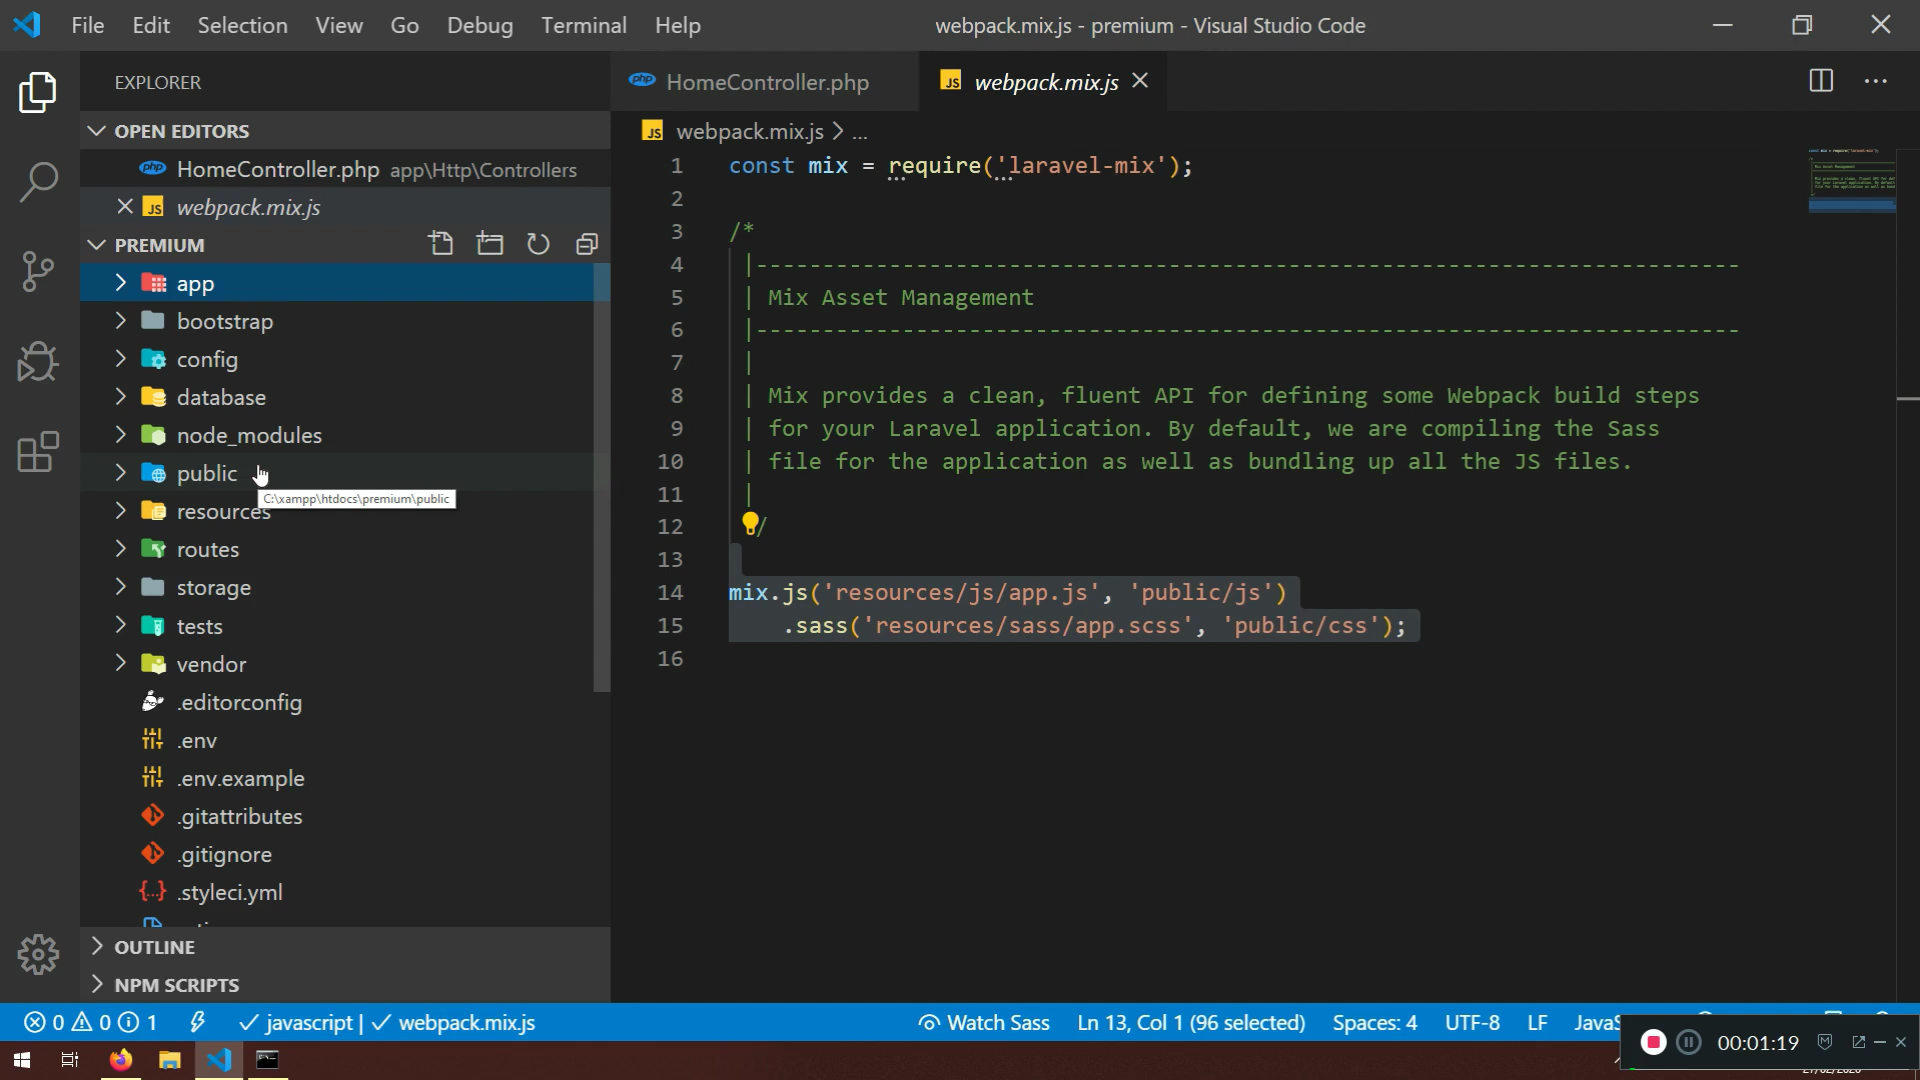 File Edit Selection View Go Debug Terminal Help
webpack.mix.js - premium - Visual Studio Code
EXPLORER
OPEN EDITORS
HomeController.php app\Http\Controllers
webpack.mix.js
PREMIUM
app
bootstrap
config
database
node_modules
public
C:\xampp\htdocs\premium\public
resources
routes
storage
tests
vendor
.editorconfig
.env
.env.example
.gitattributes
.gitignore
.styleci.yml
OUTLINE
NPM SCRIPTS
HomeController.php
webpack.mix.js
webpack.mix.js > ...
1 const mix = require('laravel-mix');
2
3 /*
4 |--------------------------------------------------------------------------
5 | Mix Asset Management
6 |--------------------------------------------------------------------------
7 |
8 | Mix provides a clean, fluent API for defining some Webpack build steps
9 | for your Laravel application. By default, we are compiling the Sass
10 | file for the application as well as bundling up all the JS files.
11 |
12 /
13
14 mix.js('resources/js/app.js', 'public/js')
15 .sass('resources/sass/app.scss', 'public/css');
16
0 0 1 javascript | webpack.mix.js
Watch Sass Ln 13, Col 1 (96 selected) Spaces: 4 UTF-8 LF
00:01:19